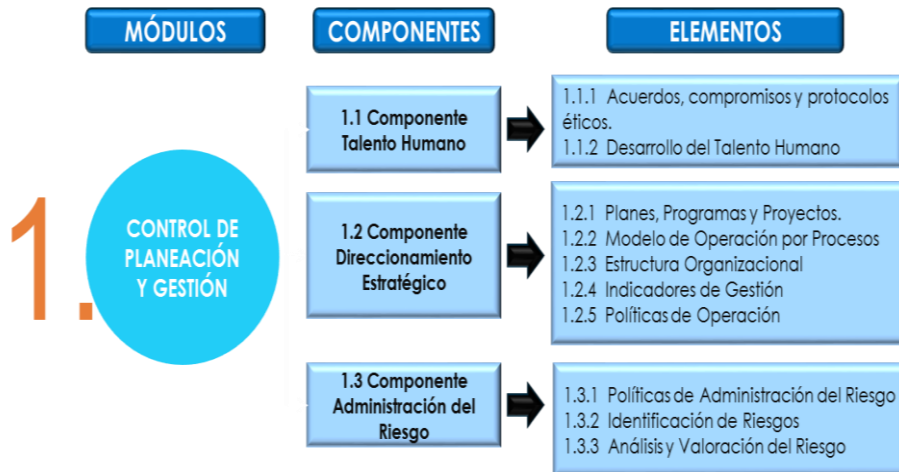 MÓDULOS
COMPONENTES
ELEMENTOS
1.
CONTROL DE
PLANEACIÓN
Y GESTIÓN
1.1 Componente
Talento Humano
1.1.1 Acuerdos, compromisos y protocolos
éticos.
1.1.2 Desarrollo del Talento Humano
1.2 Componente
Direccionamiento
Estratégico
1.2.1 Planes, Programas y Proyectos.
1.2.2 Modelo de Operación por Procesos
1.2.3 Estructura Organizacional
1.2.4 Indicadores de Gestión
1.2.5 Políticas de Operación
1.3 Componente
Administración del
Riesgo
1.3.1 Políticas de Administración del Riesgo
1.3.2 Identificación de Riesgos
1.3.3 Análisis y Valoración del Riesgo